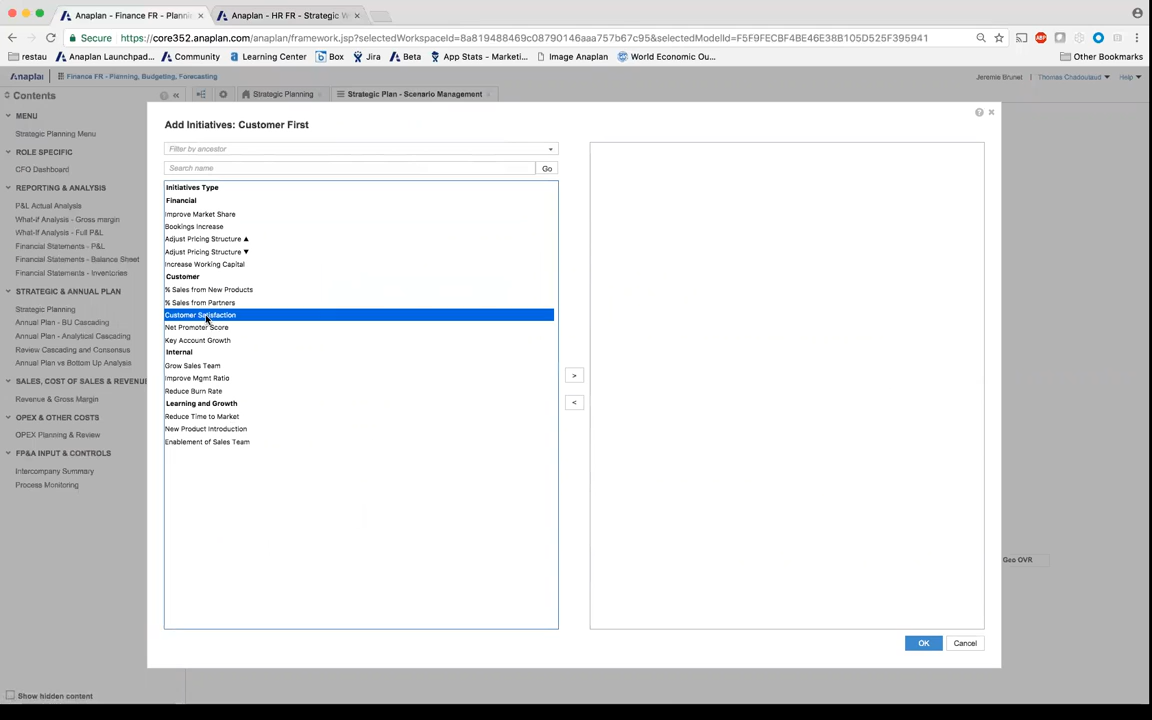 Anaplan - Finance FR - Plannin
Anaplan - HR FR - Strategic W
Secure https://core352.anaplan.com/anaplan/framework.jsp?selectedWorkspaceId=8a819488469c08790146aaa757b67c95&selectedModelId=F5F9FECBF4BE46E38B105D525F395941
restau
Anaplan Launchpad...
Community
Learning Center
Box
Jira
Beta
App Stats - Marketi...
Image Anaplan
World Economic Ou...
Other Bookmarks
Anaplan
Finance FR - Planning, Budgeting, Forecasting
Jeremie Brunet
Thomas Chadoutaud
Help
Contents
Strategic Planning
Strategic Plan - Scenario Management
MENU
Strategic Planning Menu
ROLE SPECIFIC
CFO Dashboard
REPORTING & ANALYSIS
P&L Actual Analysis
What-if Analysis - Gross margin
What-if Analysis - Full P&L
Financial Statements - P&L
Financial Statements - Balance Sheet
Financial Statements - Inventories
STRATEGIC & ANNUAL PLAN
Strategic Planning
Annual Plan - BU Cascading
Annual Plan - Analytical Cascading
Review Cascading and Consensus
Annual Plan vs Bottom Up Analysis
SALES, COST OF SALES & REVENU
Revenue & Gross Margin
OPEX & OTHER COSTS
OPEX Planning & Review
FP&A INPUT & CONTROLS
Intercompany Summary
Process Monitoring
Show hidden content
Add Initiatives: Customer First
Filter by ancestor
Search name
Go
Initiatives Type
Financial
Improve Market Share
Bookings Increase
Adjust Pricing Structure ▲
Adjust Pricing Structure ▼
Increase Working Capital
Customer
% Sales from New Products
% Sales from Partners
Customer Satisfaction
Net Promoter Score
Key Account Growth
Internal
Grow Sales Team
Improve Mgmt Ratio
Reduce Burn Rate
Learning and Growth
Reduce Time to Market
New Product Introduction
Enablement of Sales Team
>
<
Geo OVR
OK
Cancel